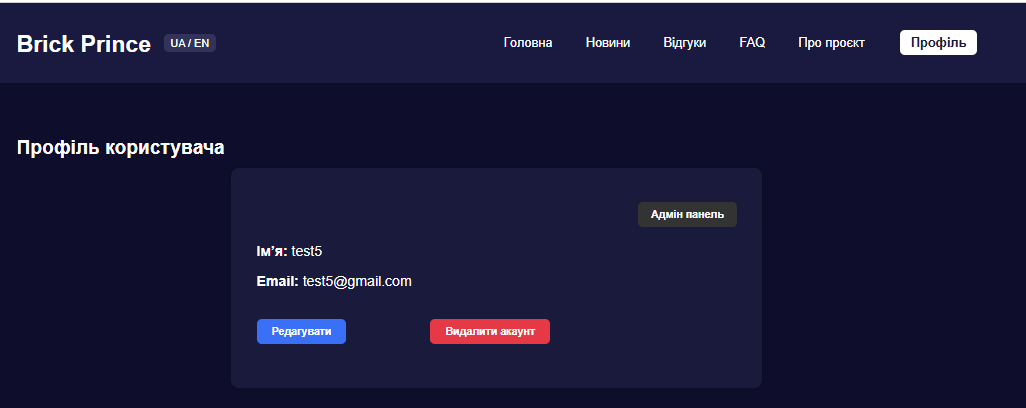 Brick Prince UA / EN Головна Новини Відгуки FAQ Про проєкт Профіль
Профіль користувача
Адмін панель
Ім’я: test5
Email: test5@gmail.com
Редагувати Видалити акаунт